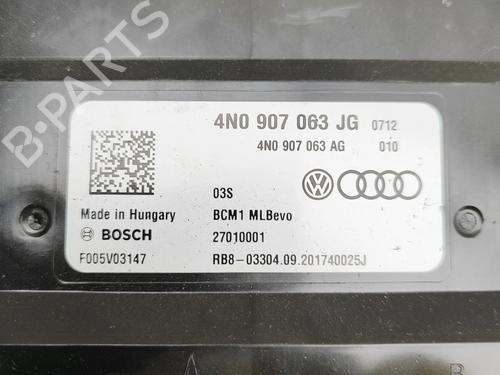 B-PARTS
4N0 907 063 JG 0712
4N0 907 063 AG 010
03S
Made in Hungary BCM1 MLBevo
BOSCH 27010001
F005V03147 RB8-03304.09.201740025J
A B